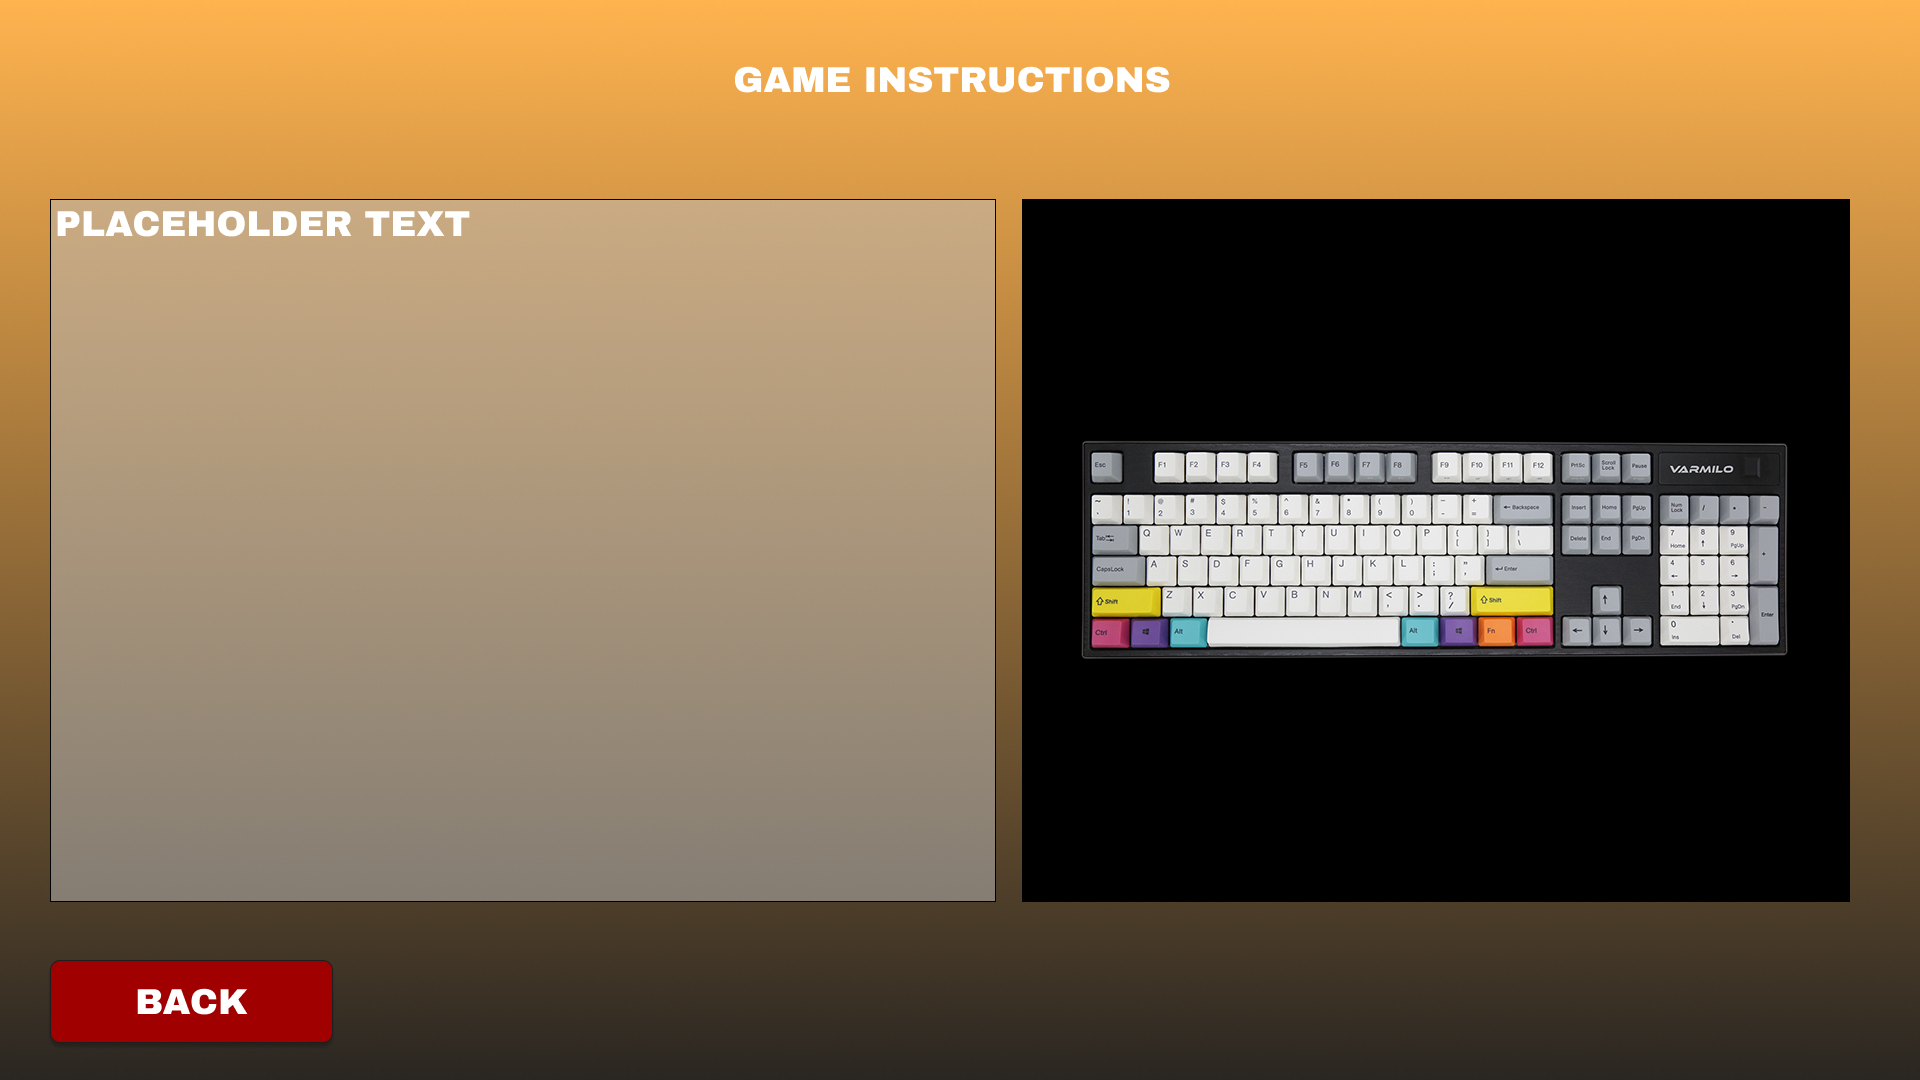 GAME INSTRUCTIONS
PLACEHOLDER TEXT
Esc F1 F2 F3 F4 F5 F6 F7 F8 F9 F10 F11 F12 PrtSc Scroll Lock Pause VARMILO
~ ! @ # $ % ^ & * ( ) – + Backspace Insert Home PgUp Num Lock / * -
1 2 3 4 5 6 7 8 9 0 - =
Tab Q W E R T Y U I O P { } | Delete End PgDn 7 8 9 +
[ ] \ Home ↑ PgUp
CapsLock A S D F G H J K L : " Enter 4 5 6
; ' ← →
Shift Z X C V B N M < > ? Shift ↑ 1 2 3 Enter
, . / End ↓ PgDn
Ctrl Alt Alt Fn Ctrl ← ↓ → 0 .
Ins Del
BACK